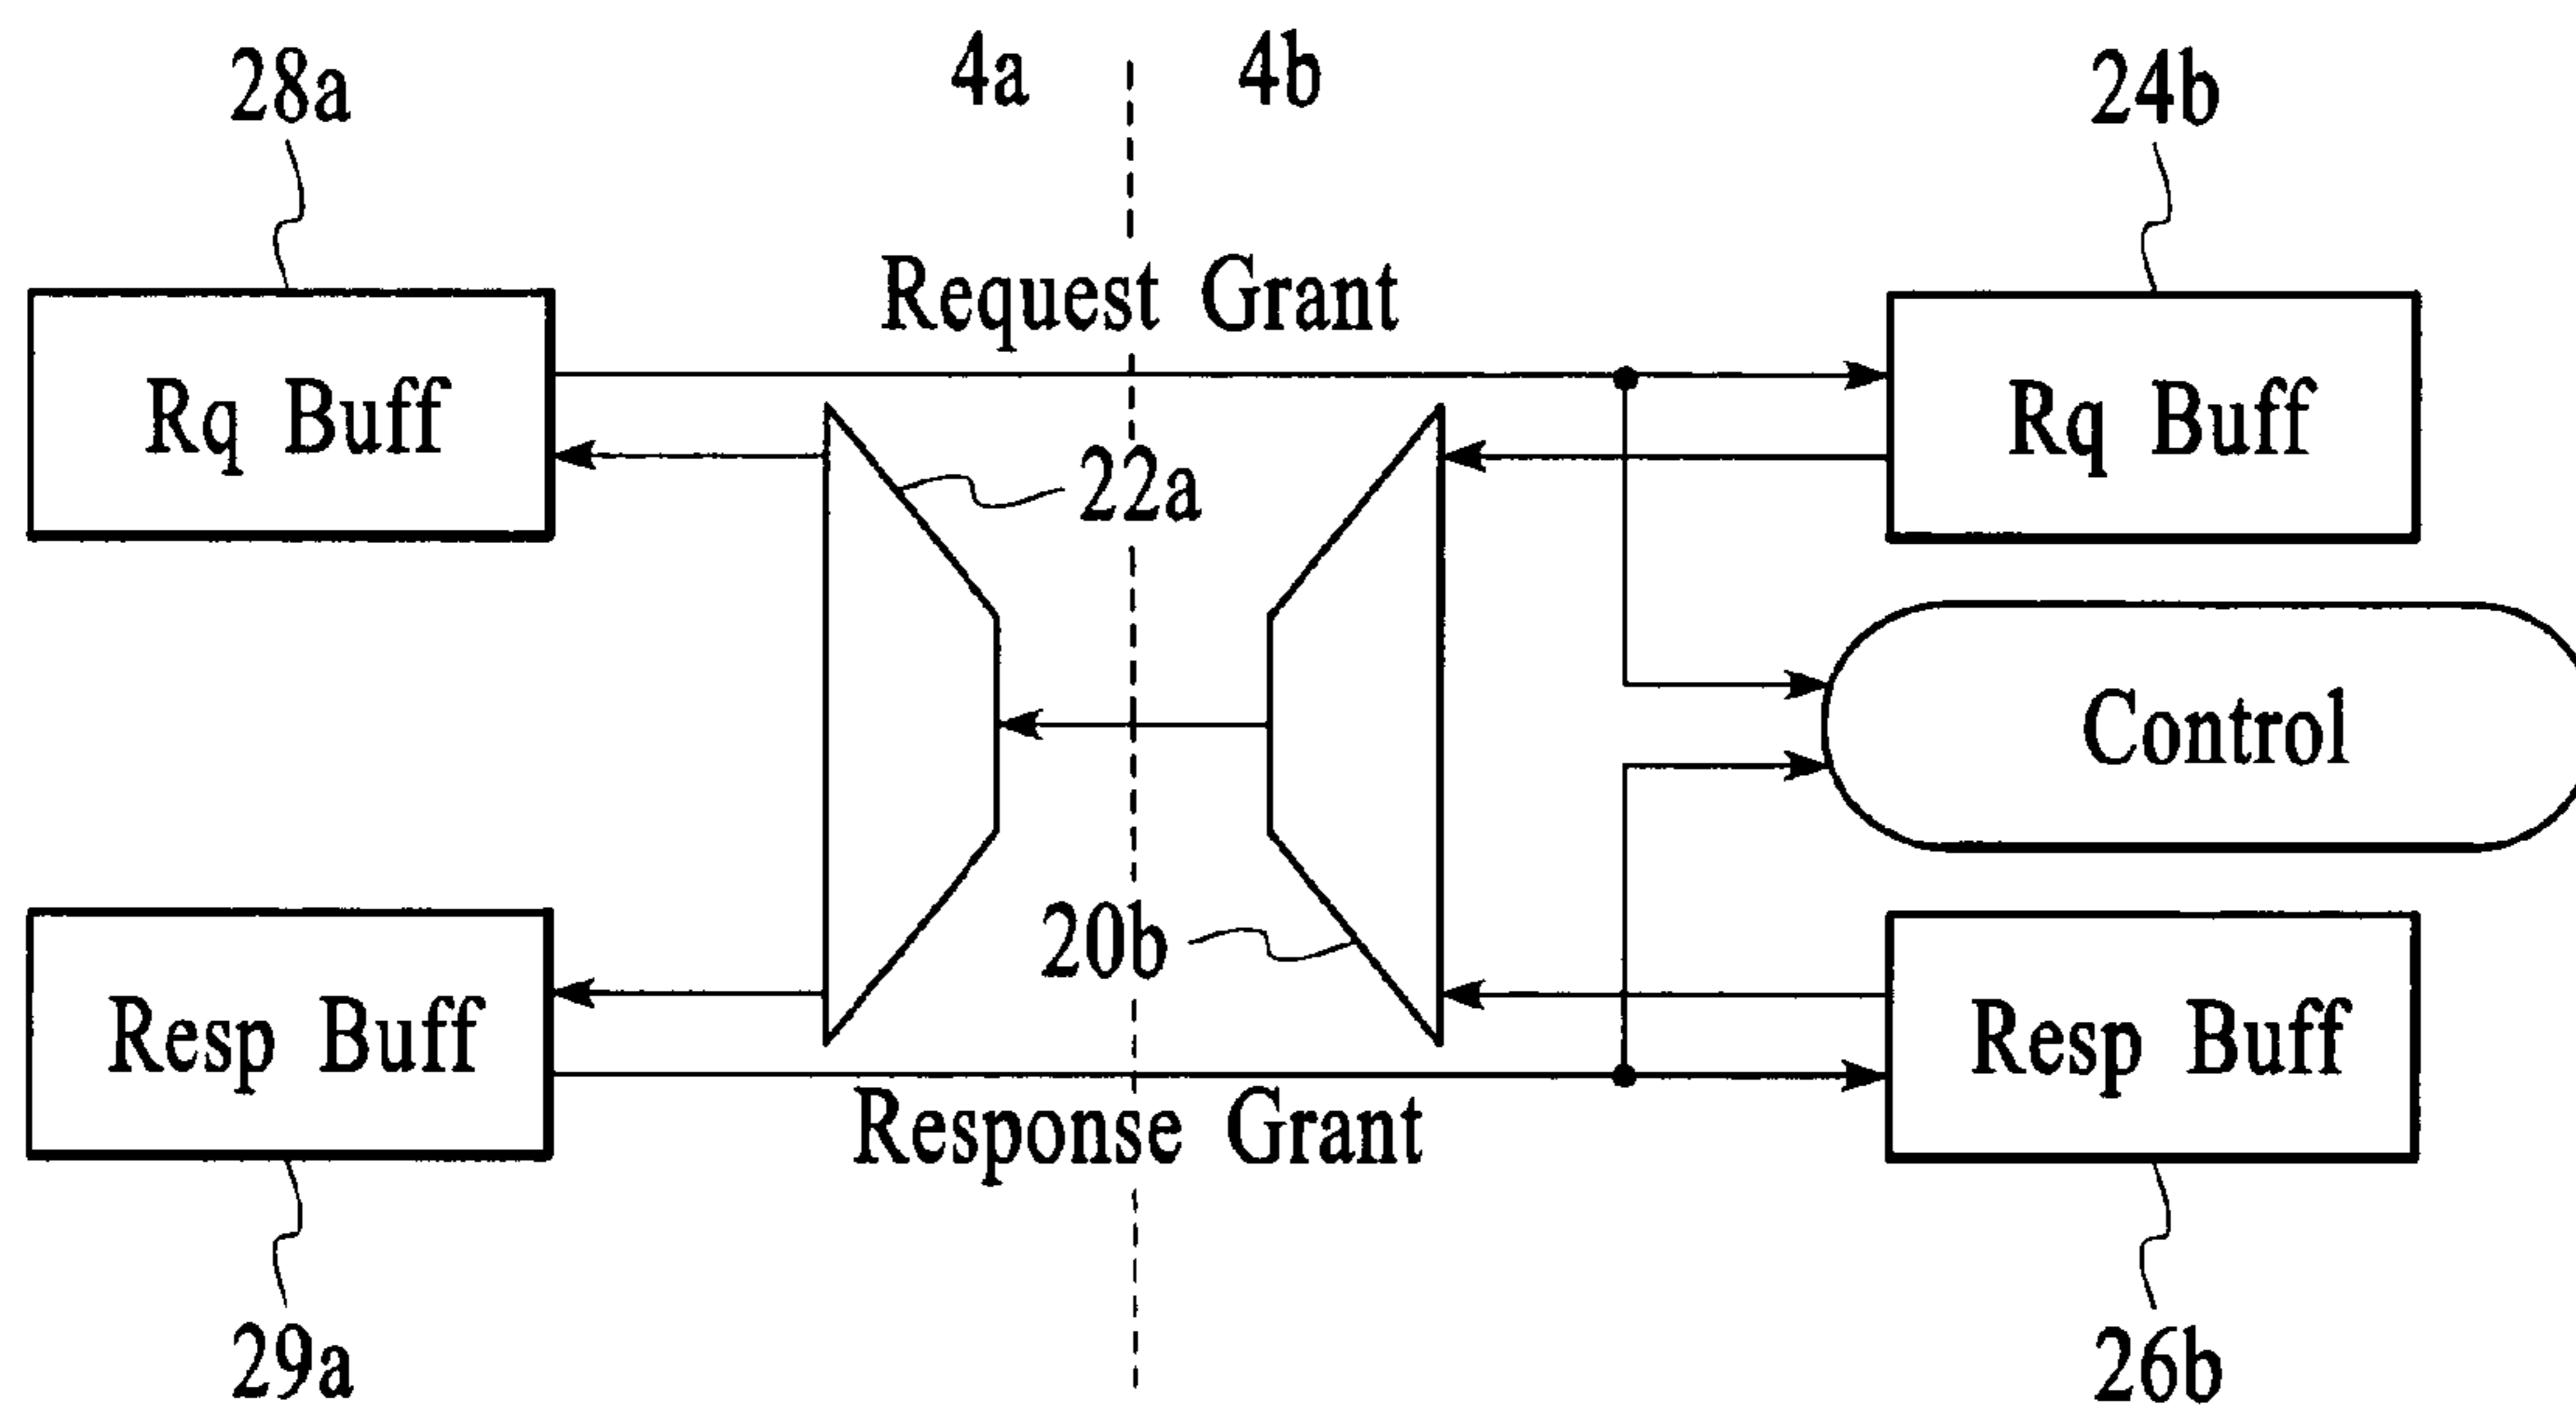 28a
4a
4b
24b
Request Grant
Rq Buff
Rq Buff
22a
Control
20b
Resp Buff
Resp Buff
Response Grant
29a
26b